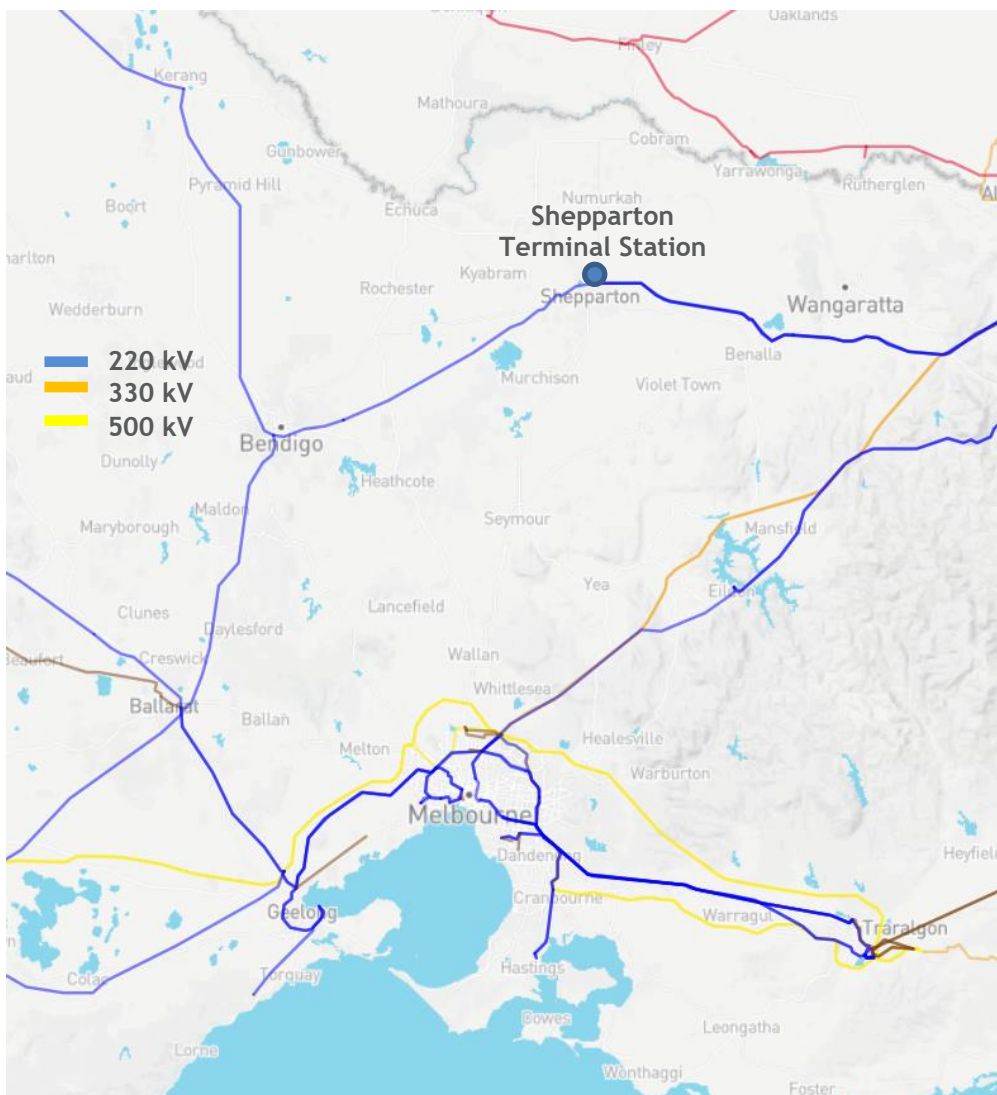 Oaklands
Finley
Kerang
Mathoura
Cobram
Gunbower
Yarrawonga
Rutherglen
Pyramid Hill
Numurkah
Boort
Echuca
Shepparton
Terminal Station
Kyabram
Rochester
Shepparton
Wangaratta
Wedderburn
Benalla
220 kV
Murchison
Violet Town
330 kV
500 kV
Bendigo
Dunolly
Heathcote
Maldon
Seymour
Maryborough
Mansfield
Yea
Clunes
Lancefield
Daylesford
Wallan
Creswick
Whittlesea
Ballarat
Ballan
Healesville
Melton
Warburton
Melbourne
Dandenong
Cranbourne
Geelong
Warragul
Traralgon
Hastings
Torquay
Colac
Cowes
Leongatha
Lorne
Wonthaggi
Foster